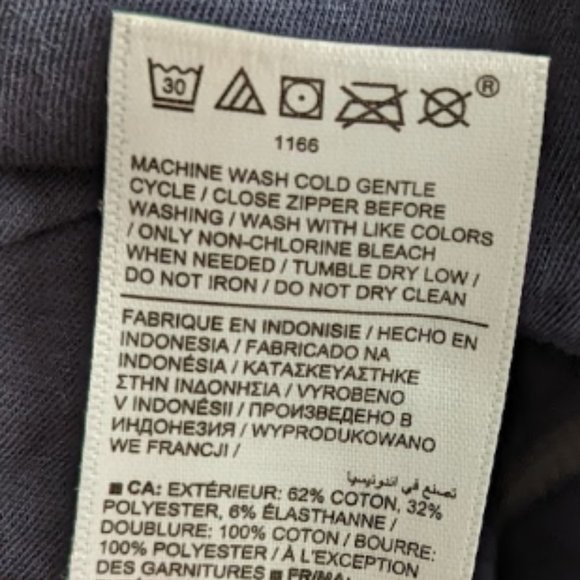 30 ®
1166
MACHINE WASH COLD GENTLE
CYCLE / CLOSE ZIPPER BEFORE
WASHING / WASH WITH LIKE COLORS
/ ONLY NON-CHLORINE BLEACH
WHEN NEEDED / TUMBLE DRY LOW /
DO NOT IRON / DO NOT DRY CLEAN
FABRIQUE EN INDONISIE / HECHO EN
INDONESIA / FABRICADO NA
INDONÉSIA / ΚΑΤΑΣΚΕΥΑΣΤΗΚΕ
ΣΤΗΝ ΙΝΔΟΝΗΣΙΑ / VYROBENO
V INDONÉSII / ПРОИЗВЕДЕНО В
ИНДОНЕЗИЯ / WYPRODUKOWANO
WE FRANCJI /
تصنع في اندونيسيا
■ CA: EXTÉRIEUR: 62% COTON, 32%
POLYESTER, 6% ÉLASTHANNE /
DOUBLURE: 100% COTON / BOURRE:
100% POLYESTER / À L'EXCEPTION
DES GARNITURES ■ FR/MA: